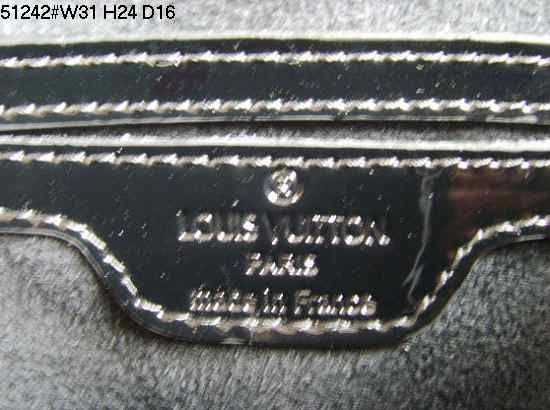 51242#W31 H24 D16
LOUIS VUITTON
PARIS
made in France